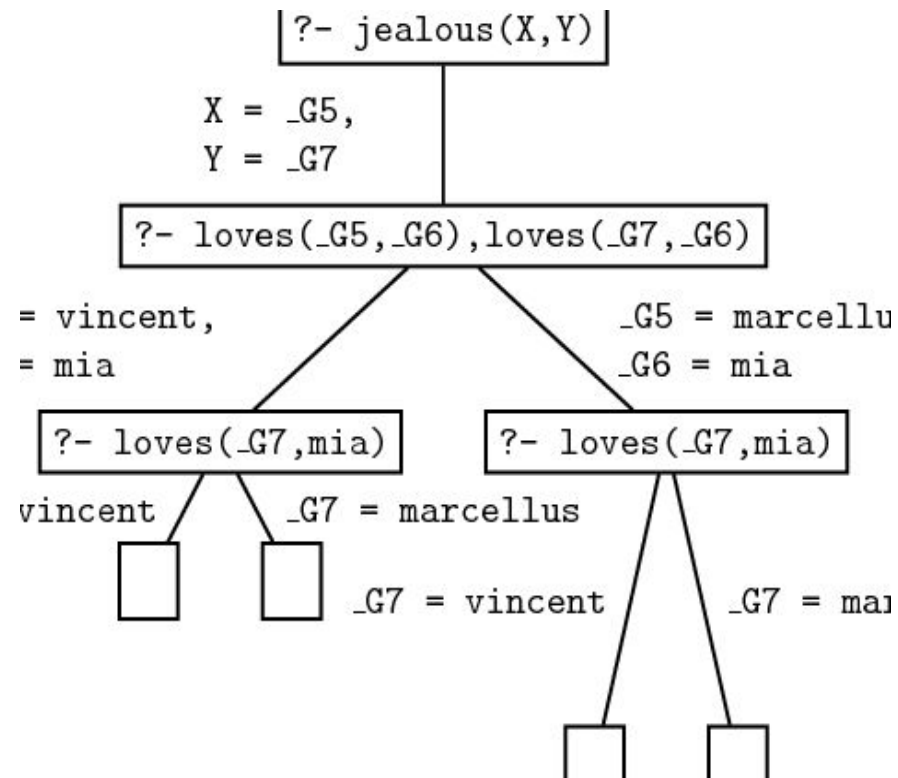 ?- jealous(X,Y)
X = _G5,
Y = _G7
?- loves(_G5,_G6),loves(_G7,_G6)
= vincent,
= mia
_G5 = marcellu
_G6 = mia
?- loves(_G7,mia)
?- loves(_G7,mia)
vincent
_G7 = marcellus
_G7 = vincent
_G7 = mar